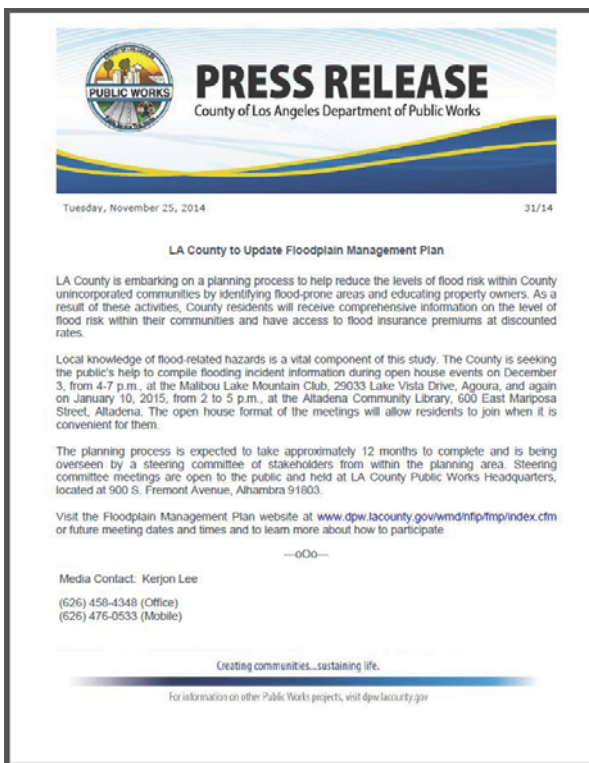 PUBLIC WORKS
PRESS RELEASE
County of Los Angeles Department of Public Works
Tuesday, November 25, 2014 31/14
LA County to Update Floodplain Management Plan
LA County is embarking on a planning process to help reduce the levels of flood risk within County
unincorporated communities by identifying flood-prone areas and educating property owners. As a
result of these activities, County residents will receive comprehensive information on the level of
flood risk within their communities and have access to flood insurance premiums at discounted
rates.
Local knowledge of flood-related hazards is a vital component of this study. The County is seeking
the public's help to compile flooding incident information during open house events on December
3, from 4-7 p.m., at the Malibou Lake Mountain Club, 29033 Lake Vista Drive, Agoura, and again
on January 10, 2015, from 2 to 5 p.m., at the Altadena Community Library, 600 East Mariposa
Street, Altadena. The open house format of the meetings will allow residents to join when it is
convenient for them.
The planning process is expected to take approximately 12 months to complete and is being
overseen by a steering committee of stakeholders from within the planning area. Steering
committee meetings are open to the public and held at LA County Public Works Headquarters,
located at 900 S. Fremont Avenue, Alhambra 91803.
Visit the Floodplain Management Plan website at www.dpw.lacounty.gov/wmd/nfip/fmp/index.cfm
or future meeting dates and times and to learn more about how to participate
---oOo---
Media Contact: Kerjon Lee
(626) 458-4348 (Office)
(626) 476-0533 (Mobile)
Creating communities...sustaining life.
For information on other Public Works projects, visit dpw.lacounty.gov